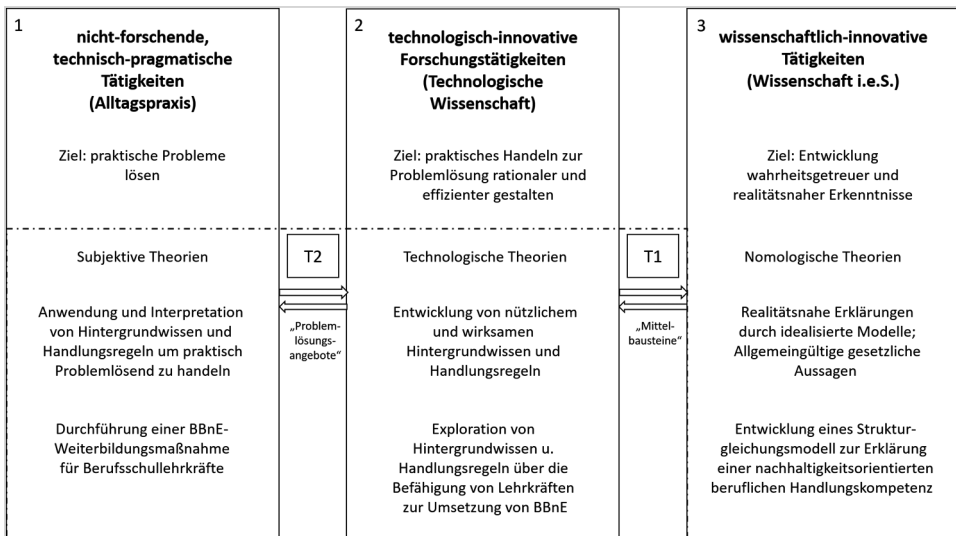 1
nicht-forschende,
technisch-pragmatische
Tätigkeiten
(Alltagspraxis)
Ziel: praktische Probleme
lösen
Subjektive Theorien
Anwendung und Interpretation
von Hintergrundwissen und
Handlungsregeln um praktisch
Problemlösend zu handeln
Durchführung einer BBnE-
Weiterbildungsmaßnahme
für Berufsschullehrkräfte
T2
„Problem-
lösungs-
angebote“
2
technologisch-innovative
Forschungstätigkeiten
(Technologische
Wissenschaft)
Ziel: praktisches Handeln zur
Problemlösung rationaler und
effizienter gestalten
Technologische Theorien
Entwicklung von nützlichem
und wirksamen
Hintergrundwissen und
Handlungsregeln
Exploration von
Hintergrundwissen u.
Handlungsregeln über die
Befähigung von Lehrkräften
zur Umsetzung von BBnE
T1
„Mittel-
bausteine“
3
wissenschaftlich-innovative
Tätigkeiten
(Wissenschaft i.e.S.)
Ziel: Entwicklung
wahrheitsgetreuer und
realitätsnaher Erkenntnisse
Nomologische Theorien
Realitätsnahe Erklärungen
durch idealisierte Modelle;
Allgemeingültige gesetzliche
Aussagen
Entwicklung eines Struktur-
gleichungsmodell zur Erklärung
einer nachhaltigkeitsorientierten
beruflichen Handlungskompetenz